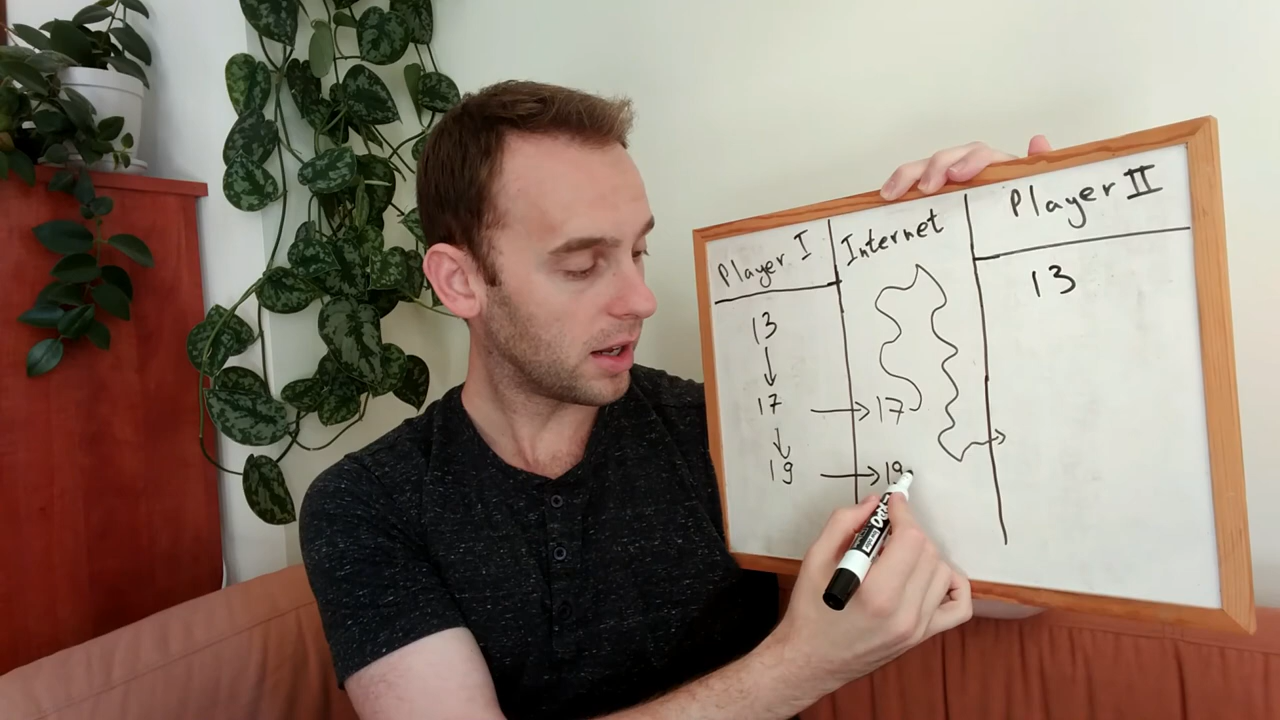 Player I Internet Player II
13 13
↓
17 → 17
↓
19 → 19
EXPO